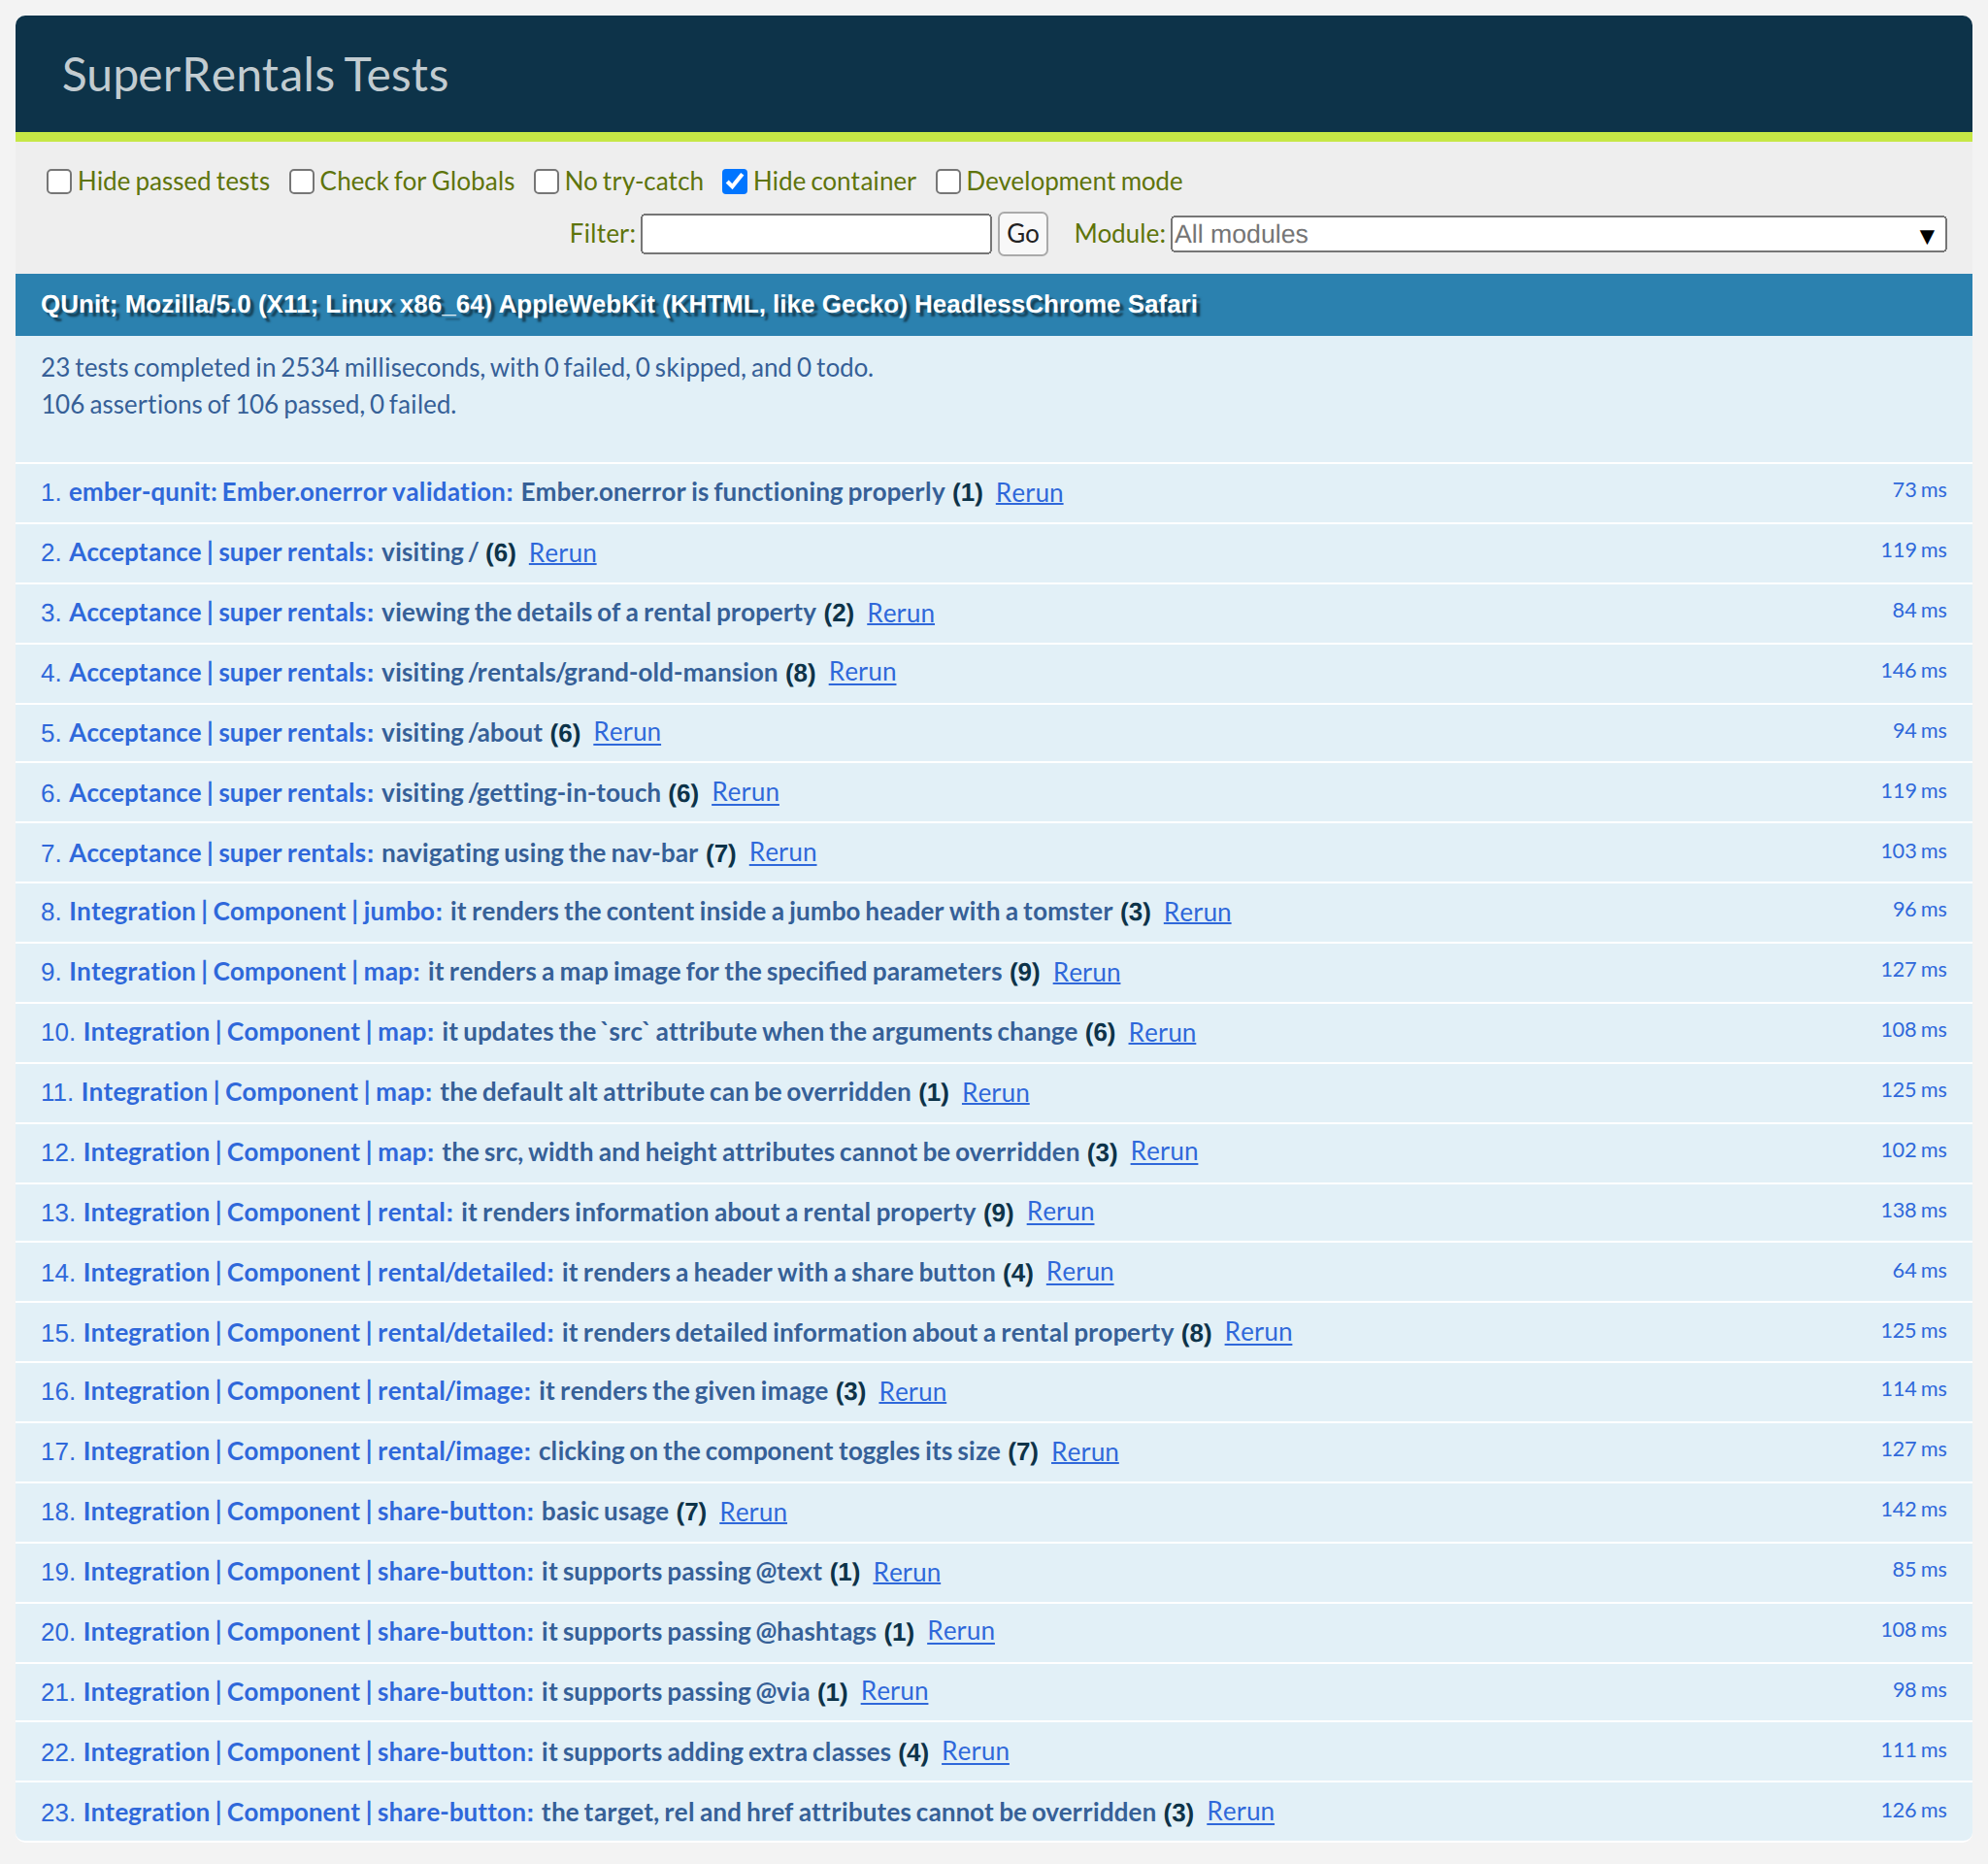 SuperRentals Tests
Hide passed tests Check for Globals No try-catch Hide container Development mode
Filter: Go Module: All modules ▼
QUnit; Mozilla/5.0 (X11; Linux x86_64) AppleWebKit (KHTML, like Gecko) HeadlessChrome Safari
23 tests completed in 2534 milliseconds, with 0 failed, 0 skipped, and 0 todo.
106 assertions of 106 passed, 0 failed.
1. ember-qunit: Ember.onerror validation: Ember.onerror is functioning properly (1) Rerun 73 ms
2. Acceptance | super rentals: visiting / (6) Rerun 119 ms
3. Acceptance | super rentals: viewing the details of a rental property (2) Rerun 84 ms
4. Acceptance | super rentals: visiting /rentals/grand-old-mansion (8) Rerun 146 ms
5. Acceptance | super rentals: visiting /about (6) Rerun 94 ms
6. Acceptance | super rentals: visiting /getting-in-touch (6) Rerun 119 ms
7. Acceptance | super rentals: navigating using the nav-bar (7) Rerun 103 ms
8. Integration | Component | jumbo: it renders the content inside a jumbo header with a tomster (3) Rerun 96 ms
9. Integration | Component | map: it renders a map image for the specified parameters (9) Rerun 127 ms
10. Integration | Component | map: it updates the `src` attribute when the arguments change (6) Rerun 108 ms
11. Integration | Component | map: the default alt attribute can be overridden (1) Rerun 125 ms
12. Integration | Component | map: the src, width and height attributes cannot be overridden (3) Rerun 102 ms
13. Integration | Component | rental: it renders information about a rental property (9) Rerun 138 ms
14. Integration | Component | rental/detailed: it renders a header with a share button (4) Rerun 64 ms
15. Integration | Component | rental/detailed: it renders detailed information about a rental property (8) Rerun 125 ms
16. Integration | Component | rental/image: it renders the given image (3) Rerun 114 ms
17. Integration | Component | rental/image: clicking on the component toggles its size (7) Rerun 127 ms
18. Integration | Component | share-button: basic usage (7) Rerun 142 ms
19. Integration | Component | share-button: it supports passing @text (1) Rerun 85 ms
20. Integration | Component | share-button: it supports passing @hashtags (1) Rerun 108 ms
21. Integration | Component | share-button: it supports passing @via (1) Rerun 98 ms
22. Integration | Component | share-button: it supports adding extra classes (4) Rerun 111 ms
23. Integration | Component | share-button: the target, rel and href attributes cannot be overridden (3) Rerun 126 ms